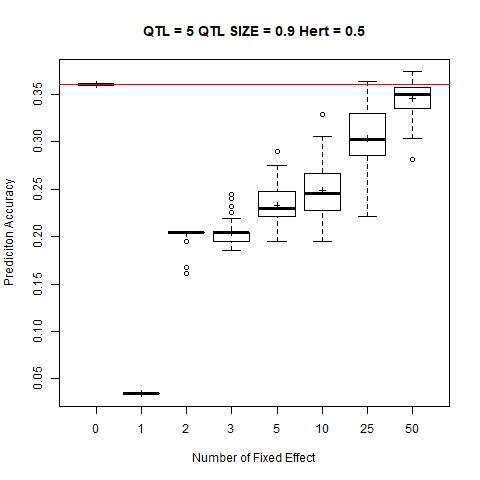 QTL = 5 QTL SIZE = 0.9 Hert = 0.5
Prediciton Accuracy
0.35
0.30
0.25
0.20
0.15
0.10
0.05
0 1 2 3 5 10 25 50
Number of Fixed Effect